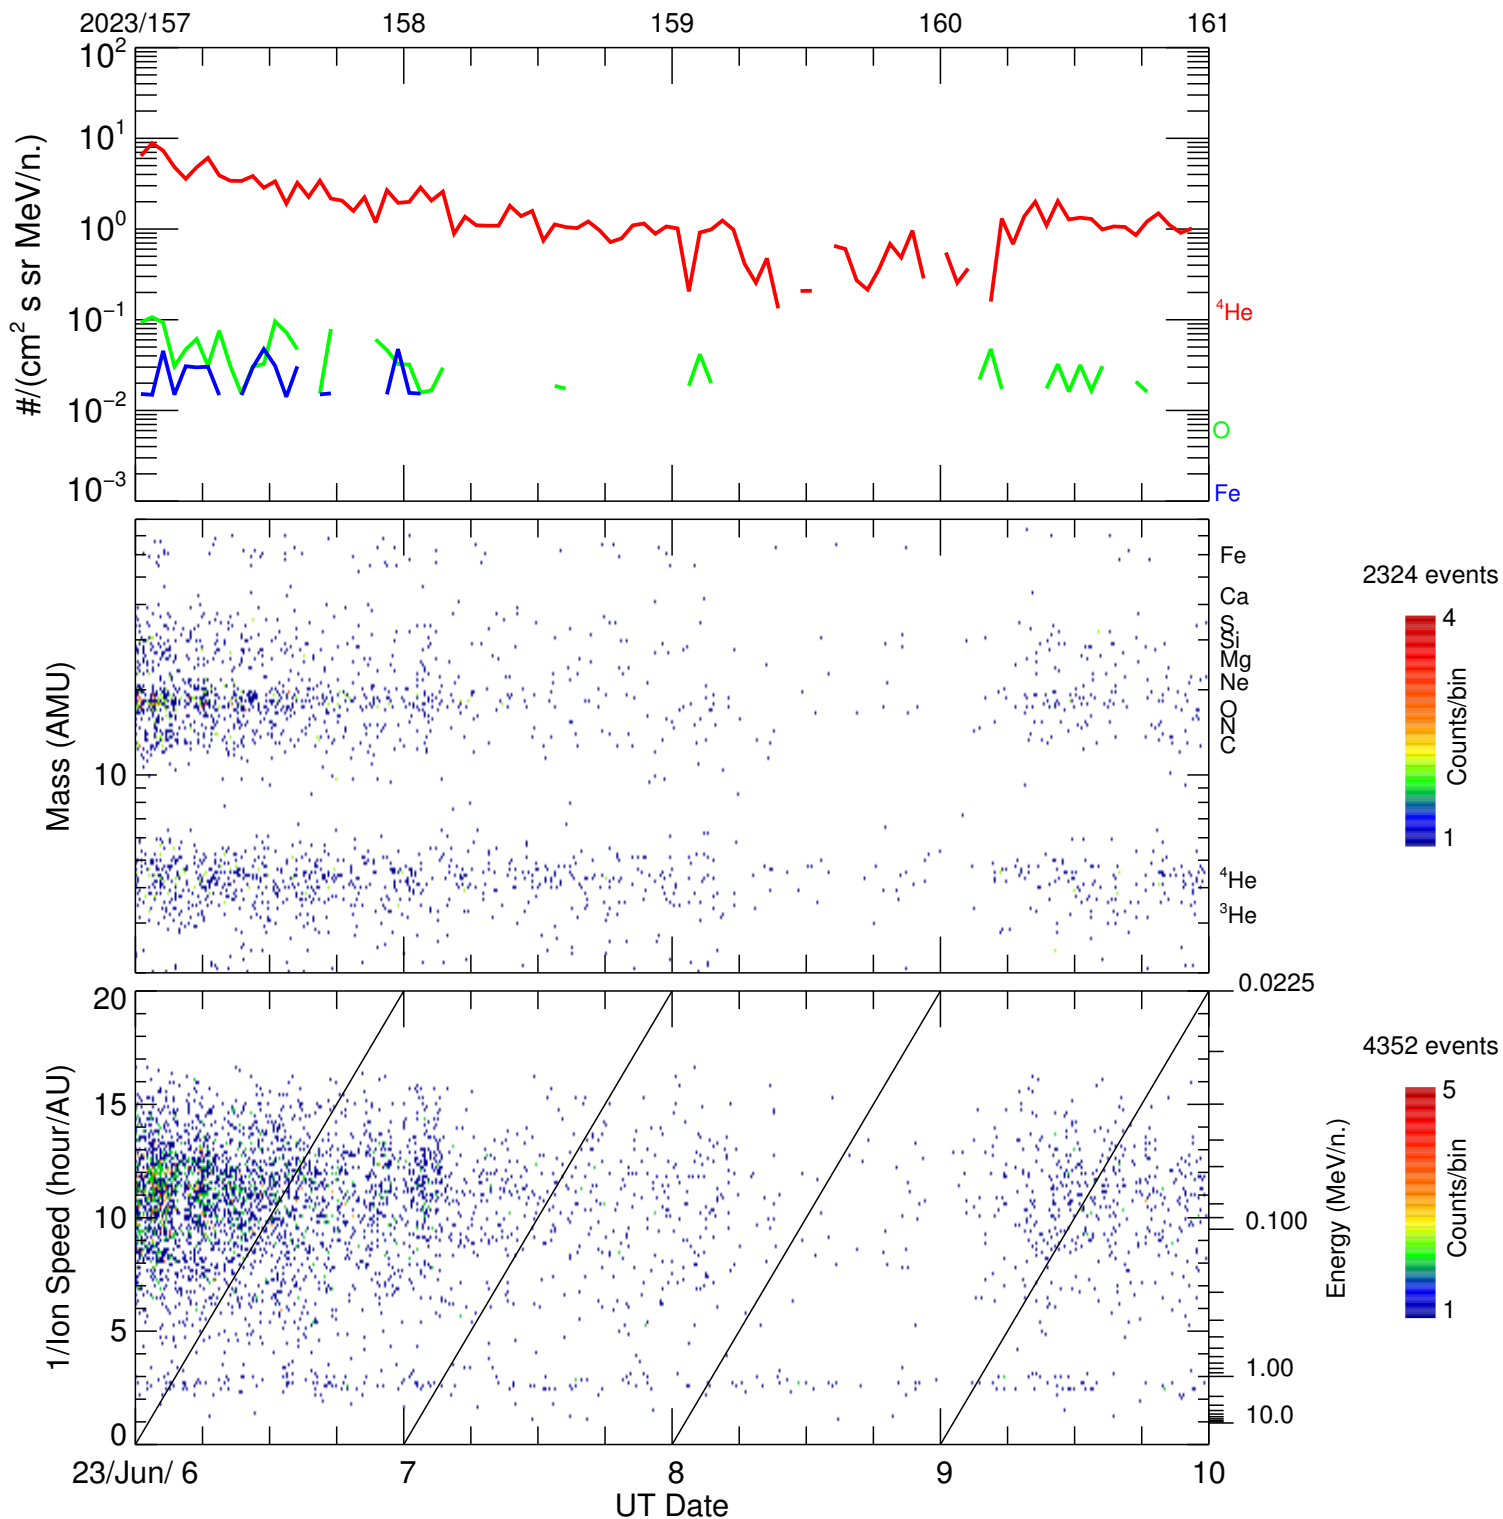 2023/157 158 159 160 161
10^2
10^1
10^0
10^-1
10^-2
10^-3
#/(cm^2 s sr MeV/n.)
^4He
O
Fe
Mass (AMU)
10
Fe
Ca
S
Si
Mg
Ne
O
N
C
^4He
^3He
2324 events
4
Counts/bin
1
1/Ion Speed (hour/AU)
20
15
10
5
0
0.0225
0.100
1.00
10.0
Energy (MeV/n.)
4352 events
5
Counts/bin
1
23/Jun/ 6 7 8 9 10
UT Date